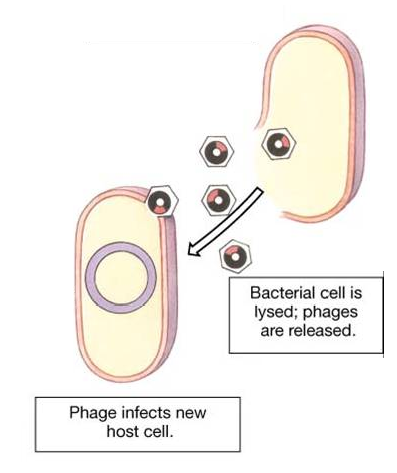 Bacterial cell is
lysed; phages
are released.
Phage infects new
host cell.